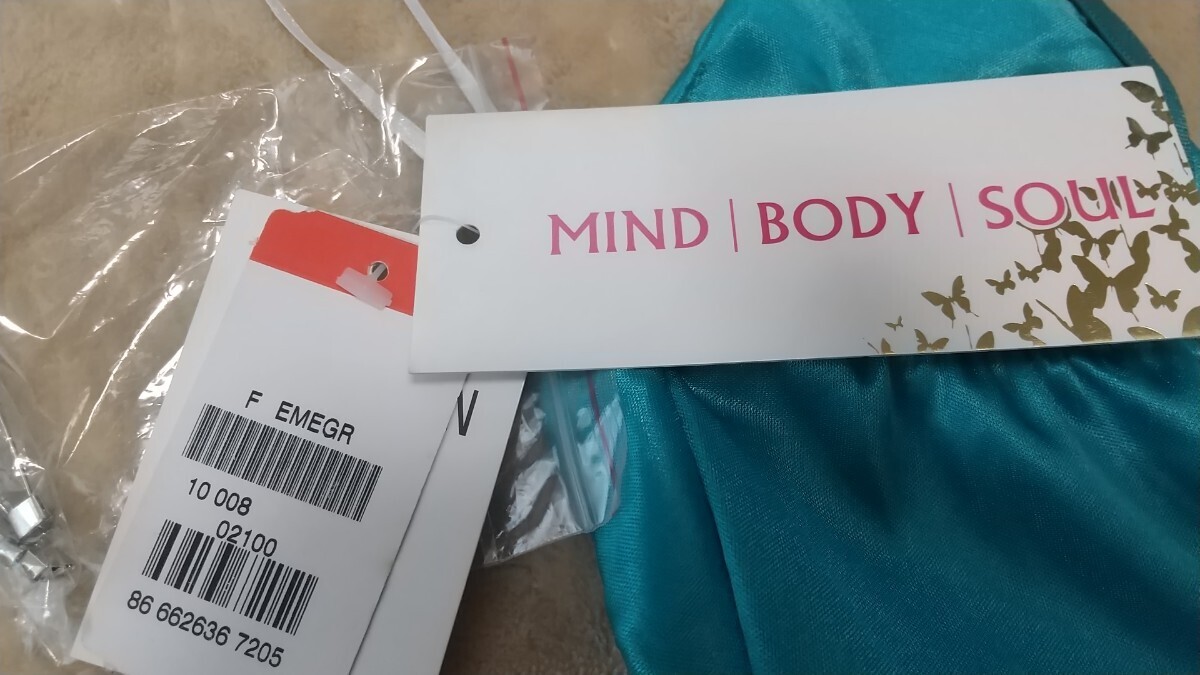 MIND | BODY | SOUL
N
F EMEGR
10 008
02100
86 662636 7205